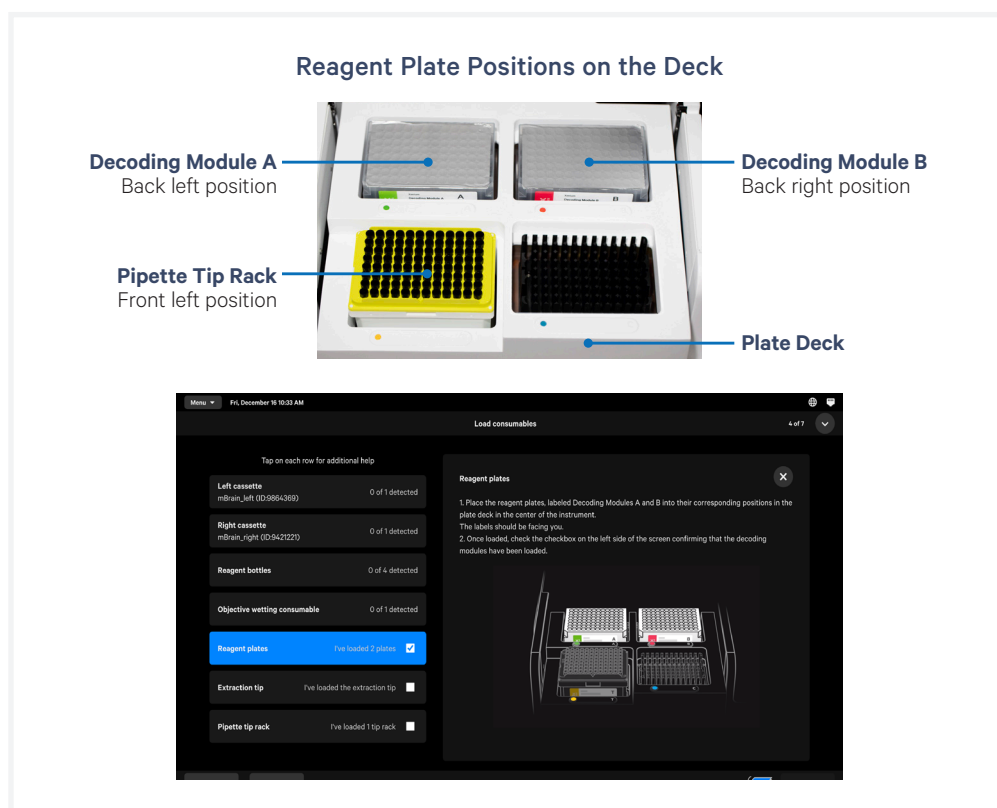 Reagent Plate Positions on the Deck
Decoding Module A
Back left position
Decoding Module B
Back right position
A
B
Pipette Tip Rack
Front left position
Plate Deck
Menu
Fri, December 16 10:33 AM
Load consumables
4 of 7
Tap on each row for additional help
Left cassette
mBrain_left (ID:9864369)
0 of 1 detected
Right cassette
mBrain_right (ID:9421221)
0 of 1 detected
Reagent bottles
0 of 4 detected
Objective wetting consumable
0 of 1 detected
Reagent plates
I've loaded 2 plates
Extraction tip
I've loaded the extraction tip
Pipette tip rack
I've loaded 1 tip rack
Reagent plates
1. Place the reagent plates, labeled Decoding Modules A and B into their corresponding positions in the
plate deck in the center of the instrument.
The labels should be facing you.
2. Once loaded, check the checkbox on the left side of the screen confirming that the decoding
modules have been loaded.
A
B